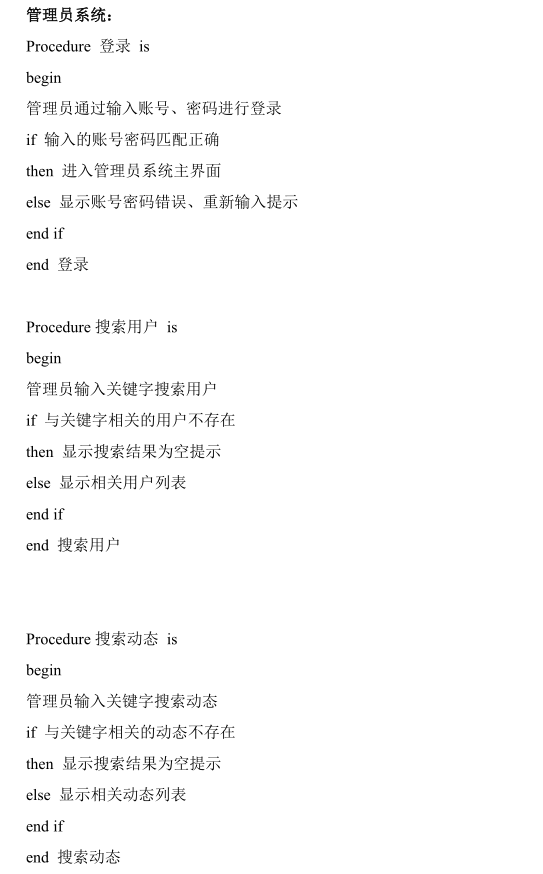 管理员系统：
Procedure 登录 is
begin
管理员通过输入账号、密码进行登录
if 输入的账号密码匹配正确
then 进入管理员系统主界面
else 显示账号密码错误、重新输入提示
end if
end 登录
Procedure 搜索用户 is
begin
管理员输入关键字搜索用户
if 与关键字相关的用户不存在
then 显示搜索结果为空提示
else 显示相关用户列表
end if
end 搜索用户
Procedure 搜索动态 is
begin
管理员输入关键字搜索动态
if 与关键字相关的动态不存在
then 显示搜索结果为空提示
else 显示相关动态列表
end if
end 搜索动态